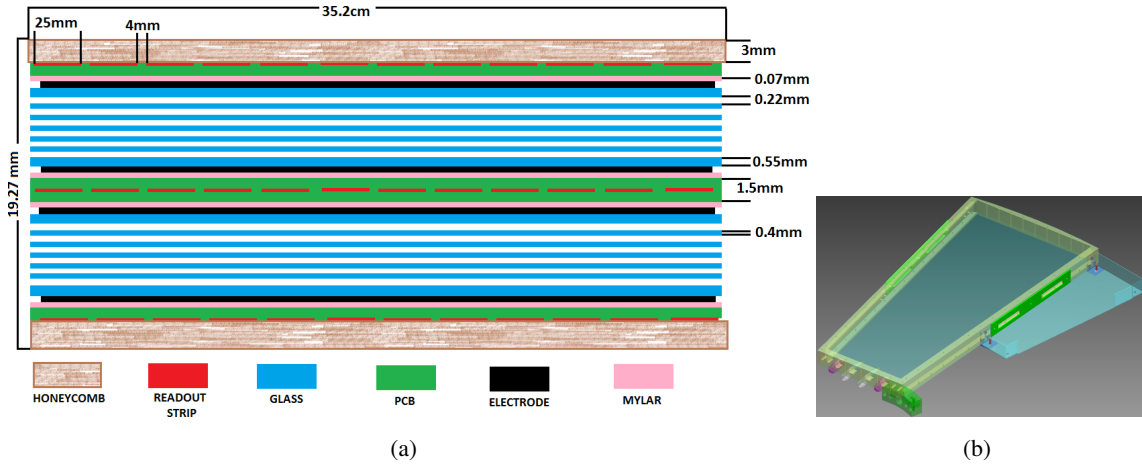 35.2cm
25mm
4mm
3mm
0.07mm
0.22mm
19.27 mm
0.55mm
1.5mm
0.4mm
HONEYCOMB
READOUT
STRIP
GLASS
PCB
ELECTRODE
MYLAR
(a)
(b)